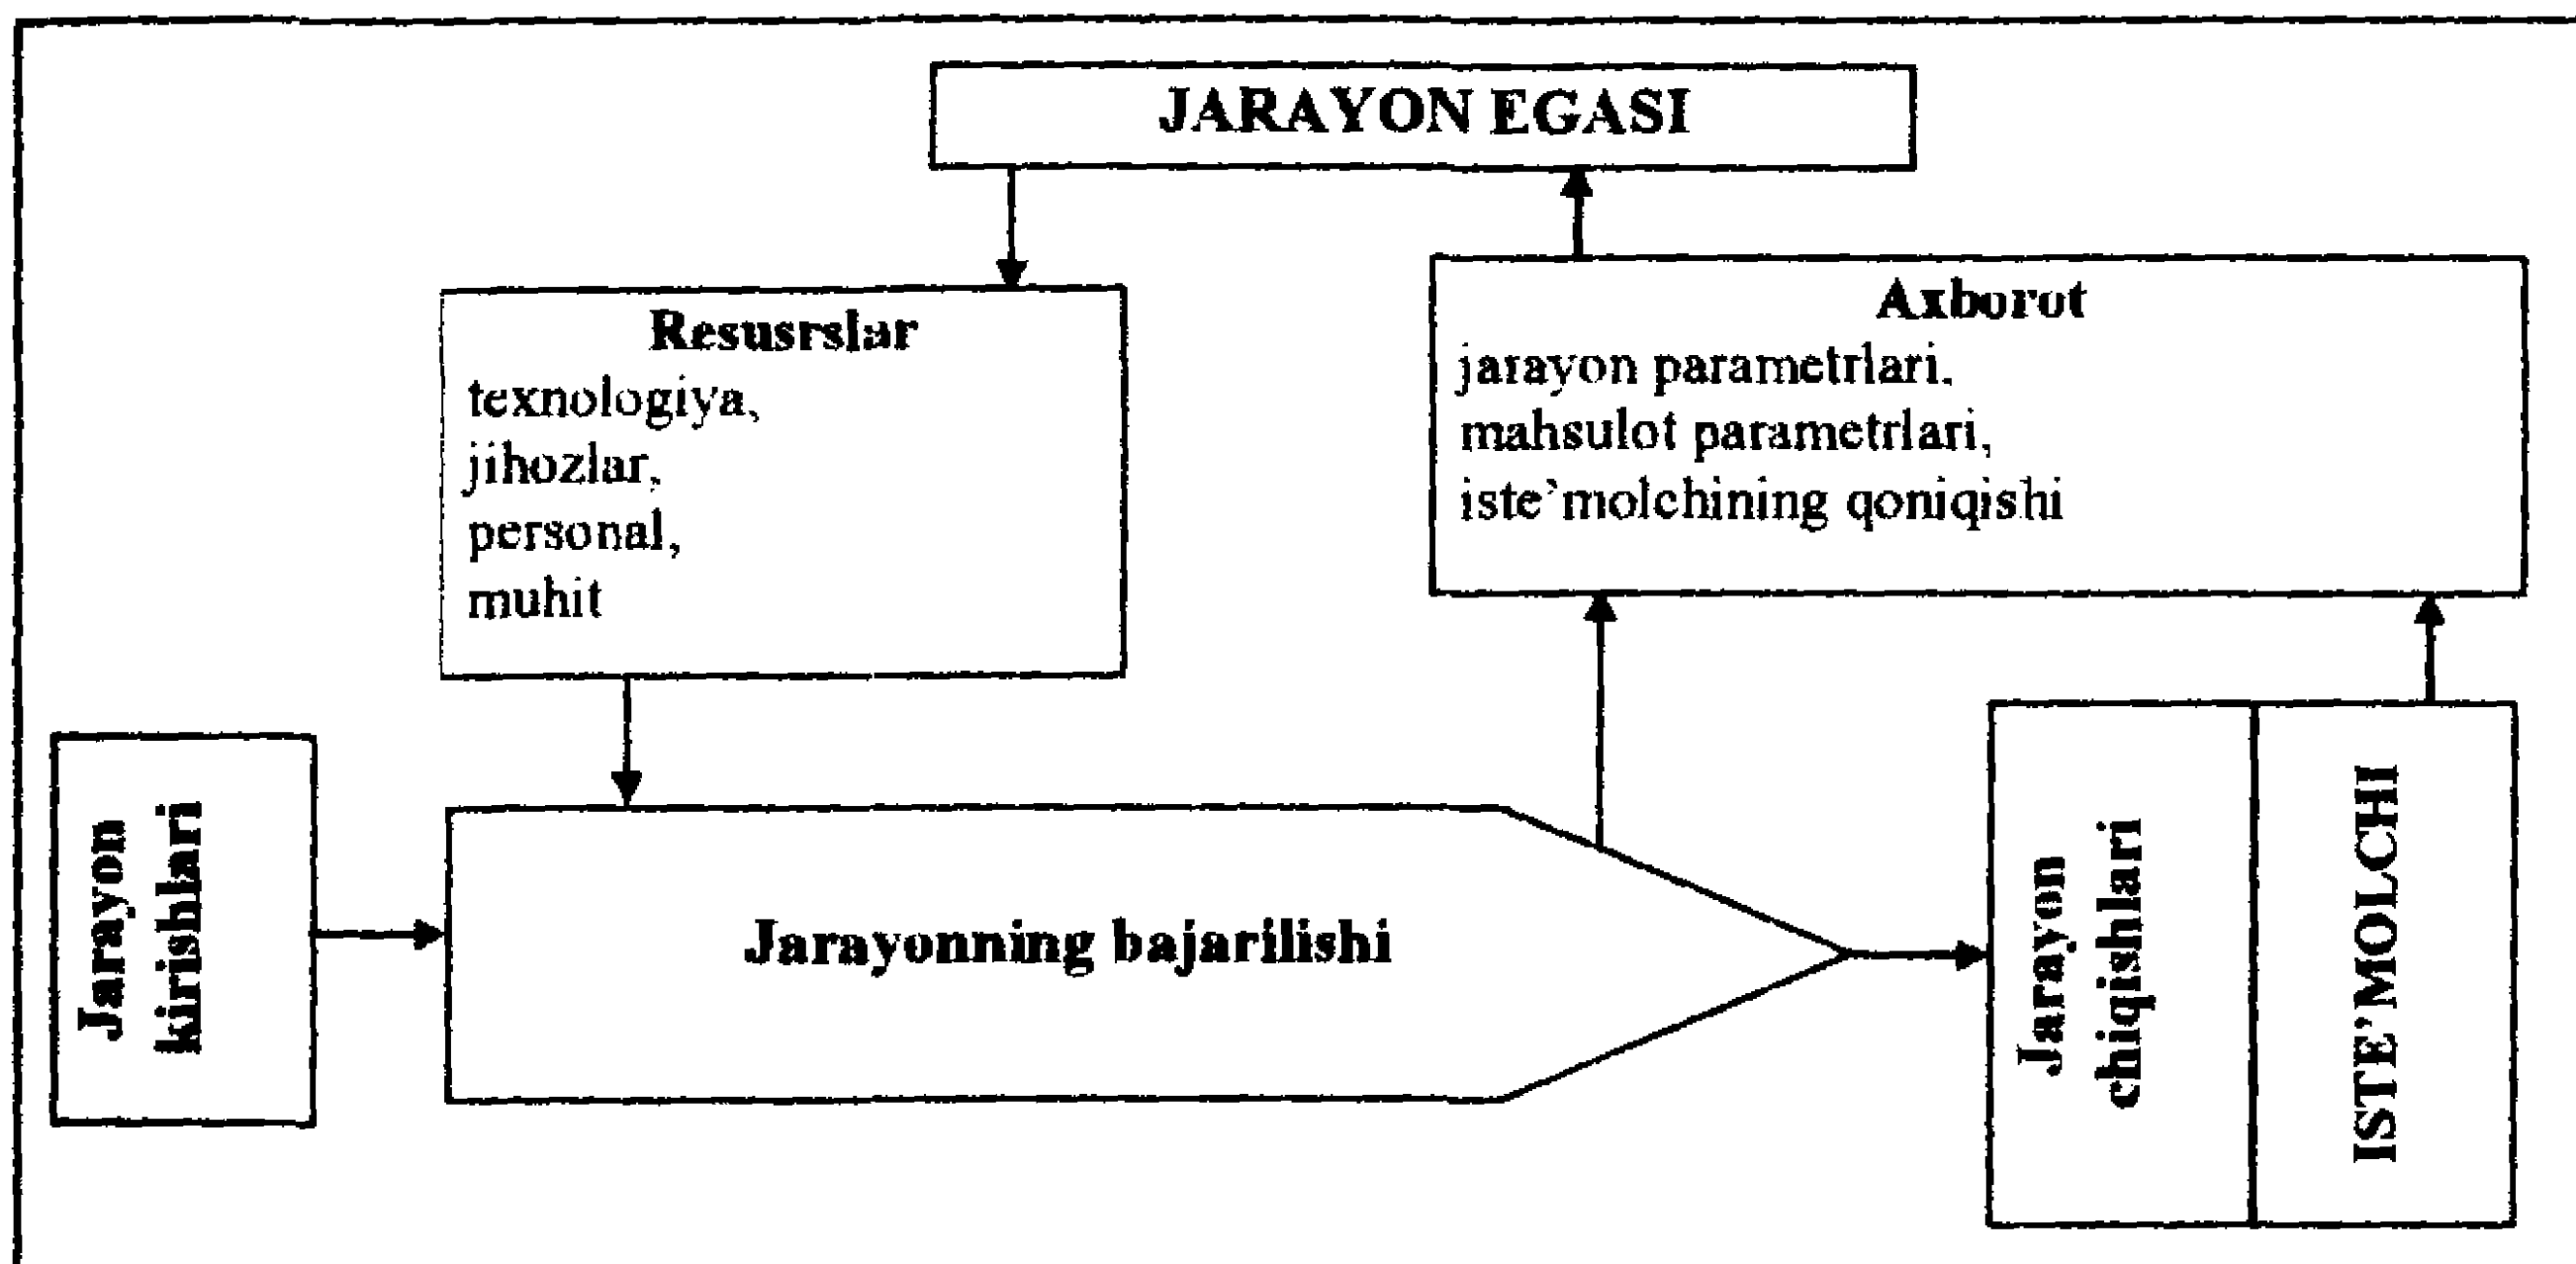 JARAYON EGASI
Resusrslar
texnologiya,
jihozlar,
personal,
muhit
Axborot
jarayon parametrlari,
mahsulot parametrlari,
iste'molchining qoniqishi
Jarayon
kirishlari
Jarayonning bajarilishi
Jarayon
chiqishlari
ISTE'MOLCHI